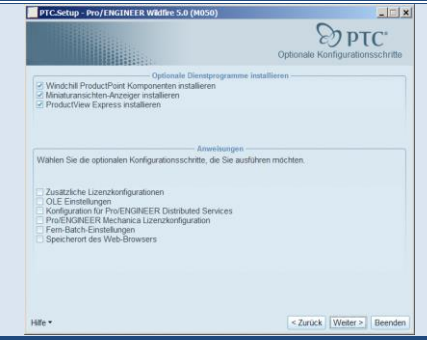 PTC.Setup - Pro/ENGINEER Wildfire 5.0 (M050)
PTC®
Optionale Konfigurationsschritte
Optionale Dienstprogramme installieren
Windchill ProductPoint Komponenten installieren
Miniaturansichten-Anzeiger installieren
ProductView Express installieren
Anweisungen
Wählen Sie die optionalen Konfigurationsschritte, die Sie ausführen möchten.
Zusätzliche Lizenzkonfigurationen
OLE Einstellungen
Konfiguration für Pro/ENGINEER Distributed Services
Pro/ENGINEER Mechanica Lizenzkonfiguration
Fern-Batch-Einstellungen
Speicherort des Web-Browsers
Hilfe
< Zurück Weiter > Beenden